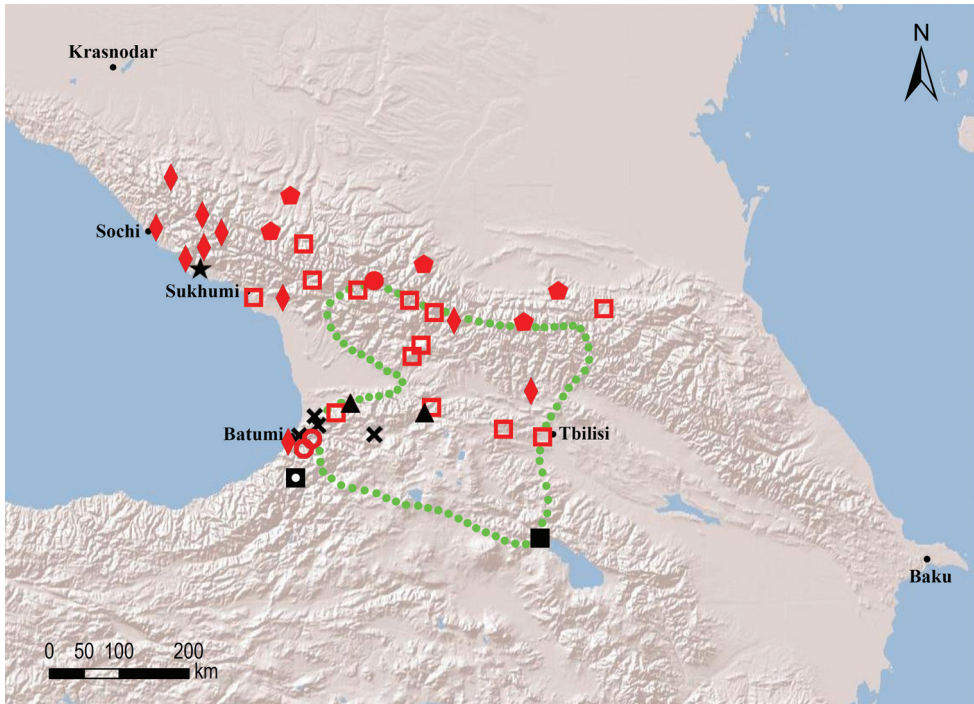 Krasnodar
N
Sochi
Sukhumi
Batumi
Tbilisi
Baku
0 50 100 200
km